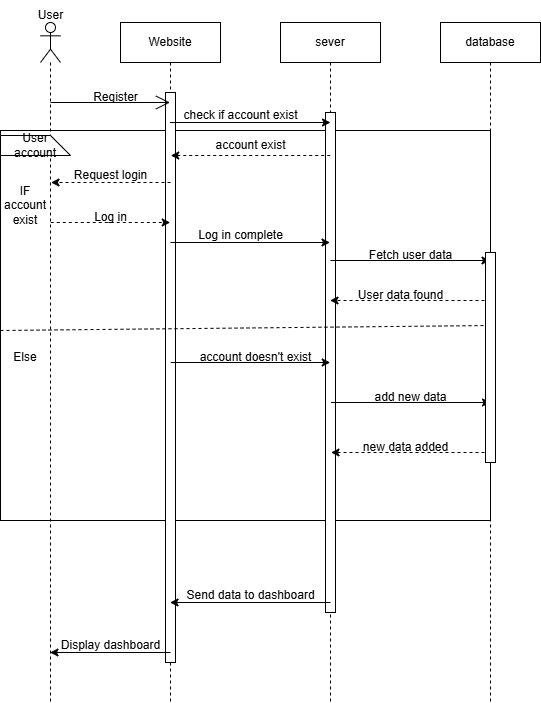 User
Website
sever
database
Register
check if account exist
User
account
account exist
Request login
IF
account
exist
Log in
Log in complete
Fetch user data
User data found
Else
account doesn't exist
add new data
new data added
Send data to dashboard
Display dashboard